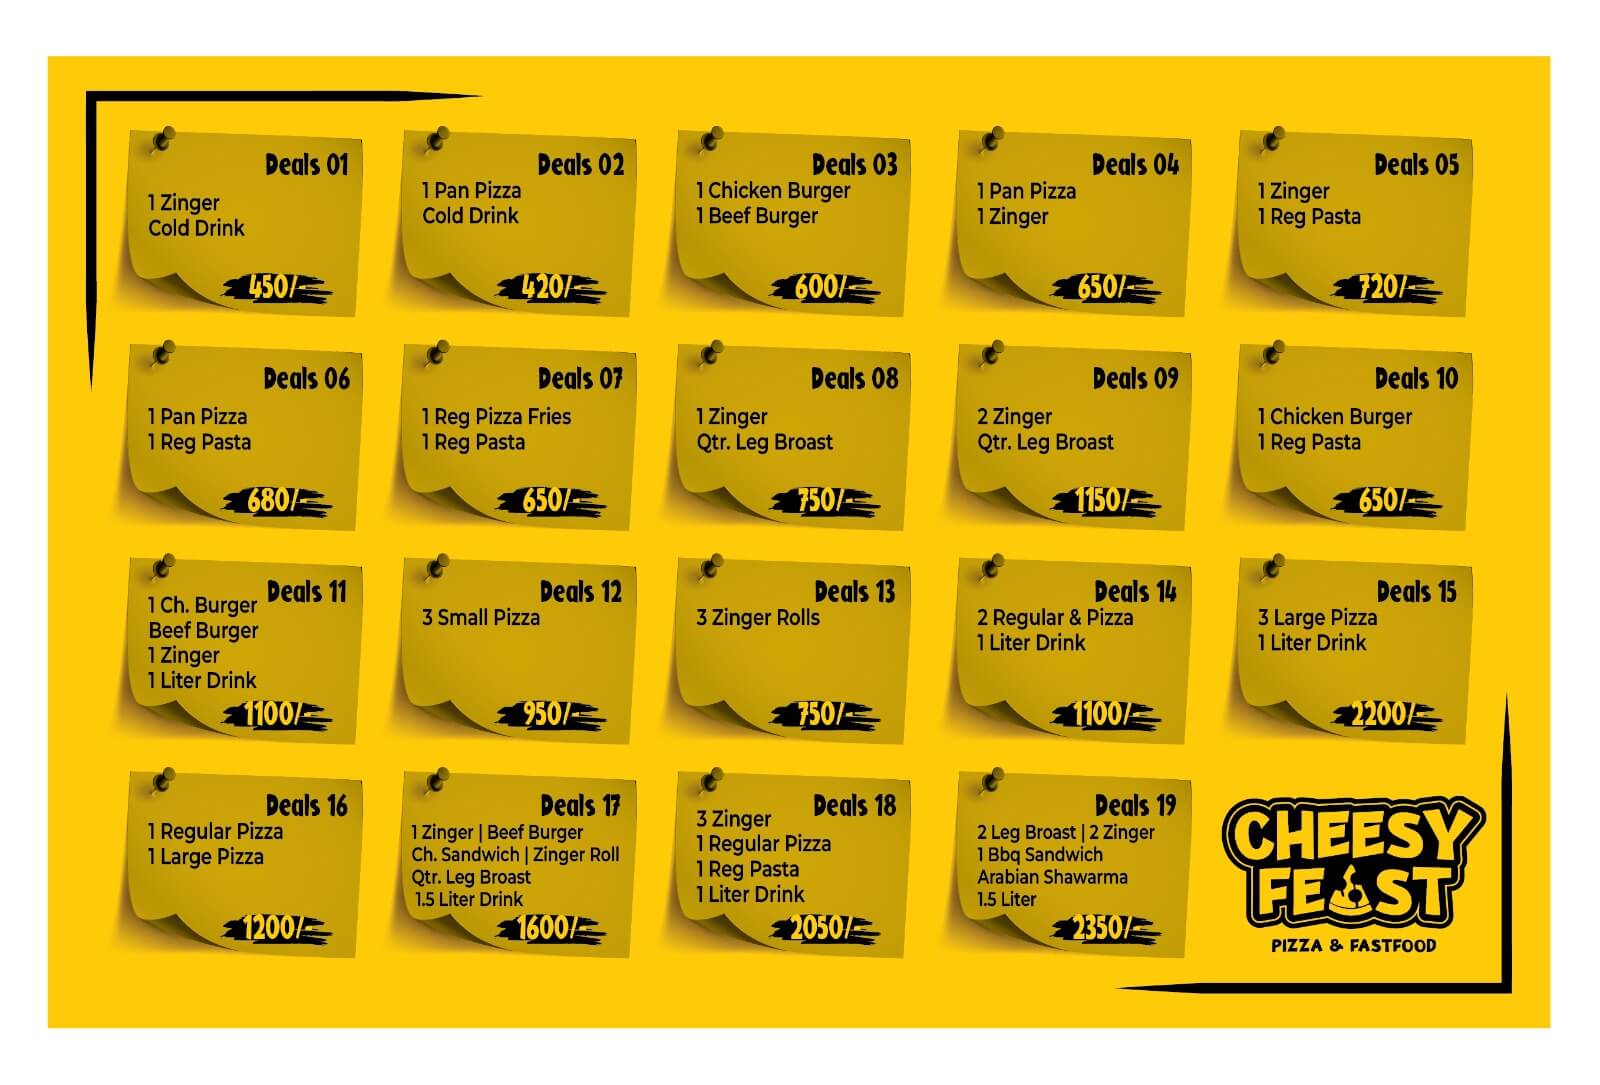 Deals 01
1 Zinger
Cold Drink
450/-
Deals 02
1 Pan Pizza
Cold Drink
420/-
Deals 03
1 Chicken Burger
1 Beef Burger
600/-
Deals 04
1 Pan Pizza
1 Zinger
650/-
Deals 05
1 Zinger
1 Reg Pasta
720/-
Deals 06
1 Pan Pizza
1 Reg Pasta
680/-
Deals 07
1 Reg Pizza Fries
1 Reg Pasta
650/-
Deals 08
1 Zinger
Qtr. Leg Broast
750/-
Deals 09
2 Zinger
Qtr. Leg Broast
1150/-
Deals 10
1 Chicken Burger
1 Reg Pasta
650/-
Deals 11
1 Ch. Burger
Beef Burger
1 Zinger
1 Liter Drink
1100/-
Deals 12
3 Small Pizza
950/-
Deals 13
3 Zinger Rolls
750/-
Deals 14
2 Regular & Pizza
1 Liter Drink
1100/-
Deals 15
3 Large Pizza
1 Liter Drink
2200/-
Deals 16
1 Regular Pizza
1 Large Pizza
1200/-
Deals 17
1 Zinger | Beef Burger
Ch. Sandwich | Zinger Roll
Qtr. Leg Broast
1.5 Liter Drink
1600/-
Deals 18
3 Zinger
1 Regular Pizza
1 Reg Pasta
1 Liter Drink
2050/-
Deals 19
2 Leg Broast | 2 Zinger
1 Bbq Sandwich
Arabian Shawarma
1.5 Liter
2350/-
CHEESY
FEAST
PIZZA & FASTFOOD